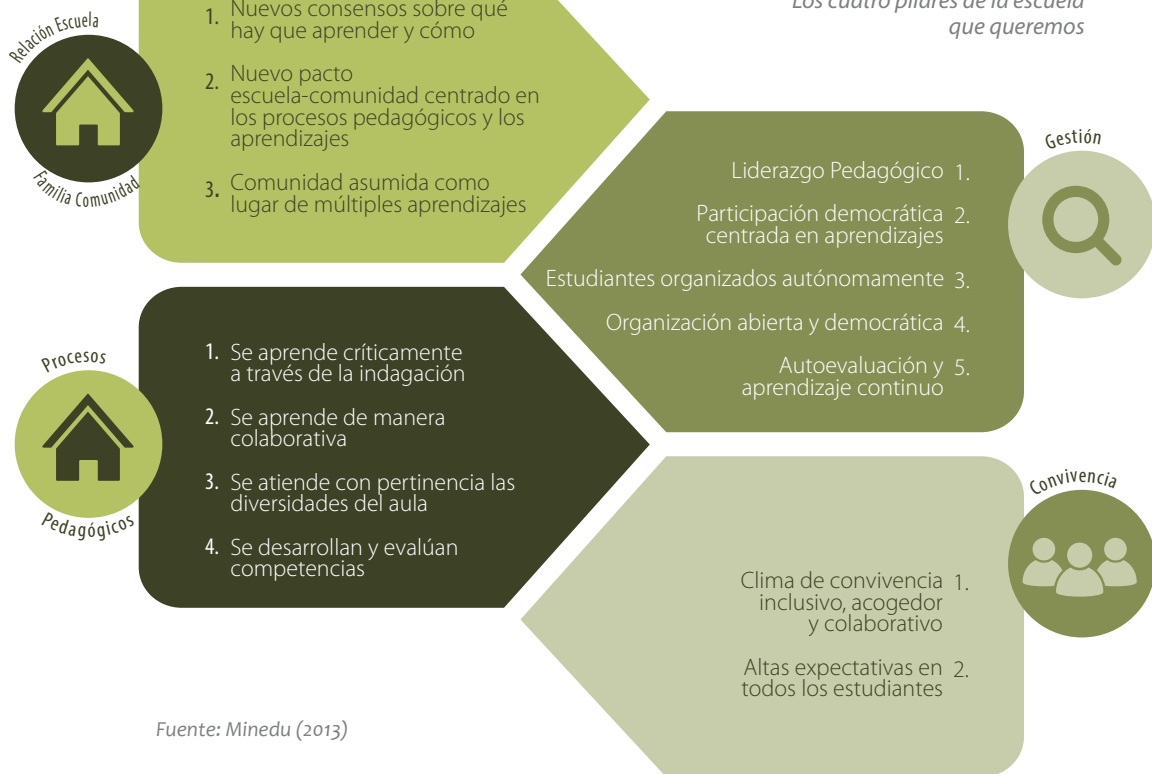 Los cuatro pilares de la escuela
que queremos
Relación Escuela
Familia Comunidad
1. Nuevos consensos sobre qué
hay que aprender y cómo
2. Nuevo pacto
escuela-comunidad centrado en
los procesos pedagógicos y los
aprendizajes
3. Comunidad asumida como
lugar de múltiples aprendizajes
Gestión
Liderazgo Pedagógico 1.
Participación democrática 2.
centrada en aprendizajes
Estudiantes organizados autónomamente 3.
Organización abierta y democrática 4.
Autoevaluación y 5.
aprendizaje continuo
Procesos
Pedagógicos
1. Se aprende críticamente
a través de la indagación
2. Se aprende de manera
colaborativa
3. Se atiende con pertinencia las
diversidades del aula
4. Se desarrollan y evalúan
competencias
Convivencia
Clima de convivencia 1.
inclusivo, acogedor
y colaborativo
Altas expectativas en 2.
todos los estudiantes
Fuente: Minedu (2013)